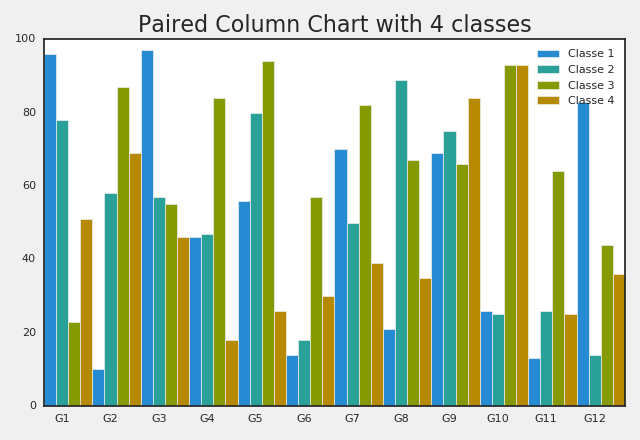 Paired Column Chart with 4 classes
100
80
60
40
20
0
Classe 1
Classe 2
Classe 3
Classe 4
G1 G2 G3 G4 G5 G6 G7 G8 G9 G10 G11 G12